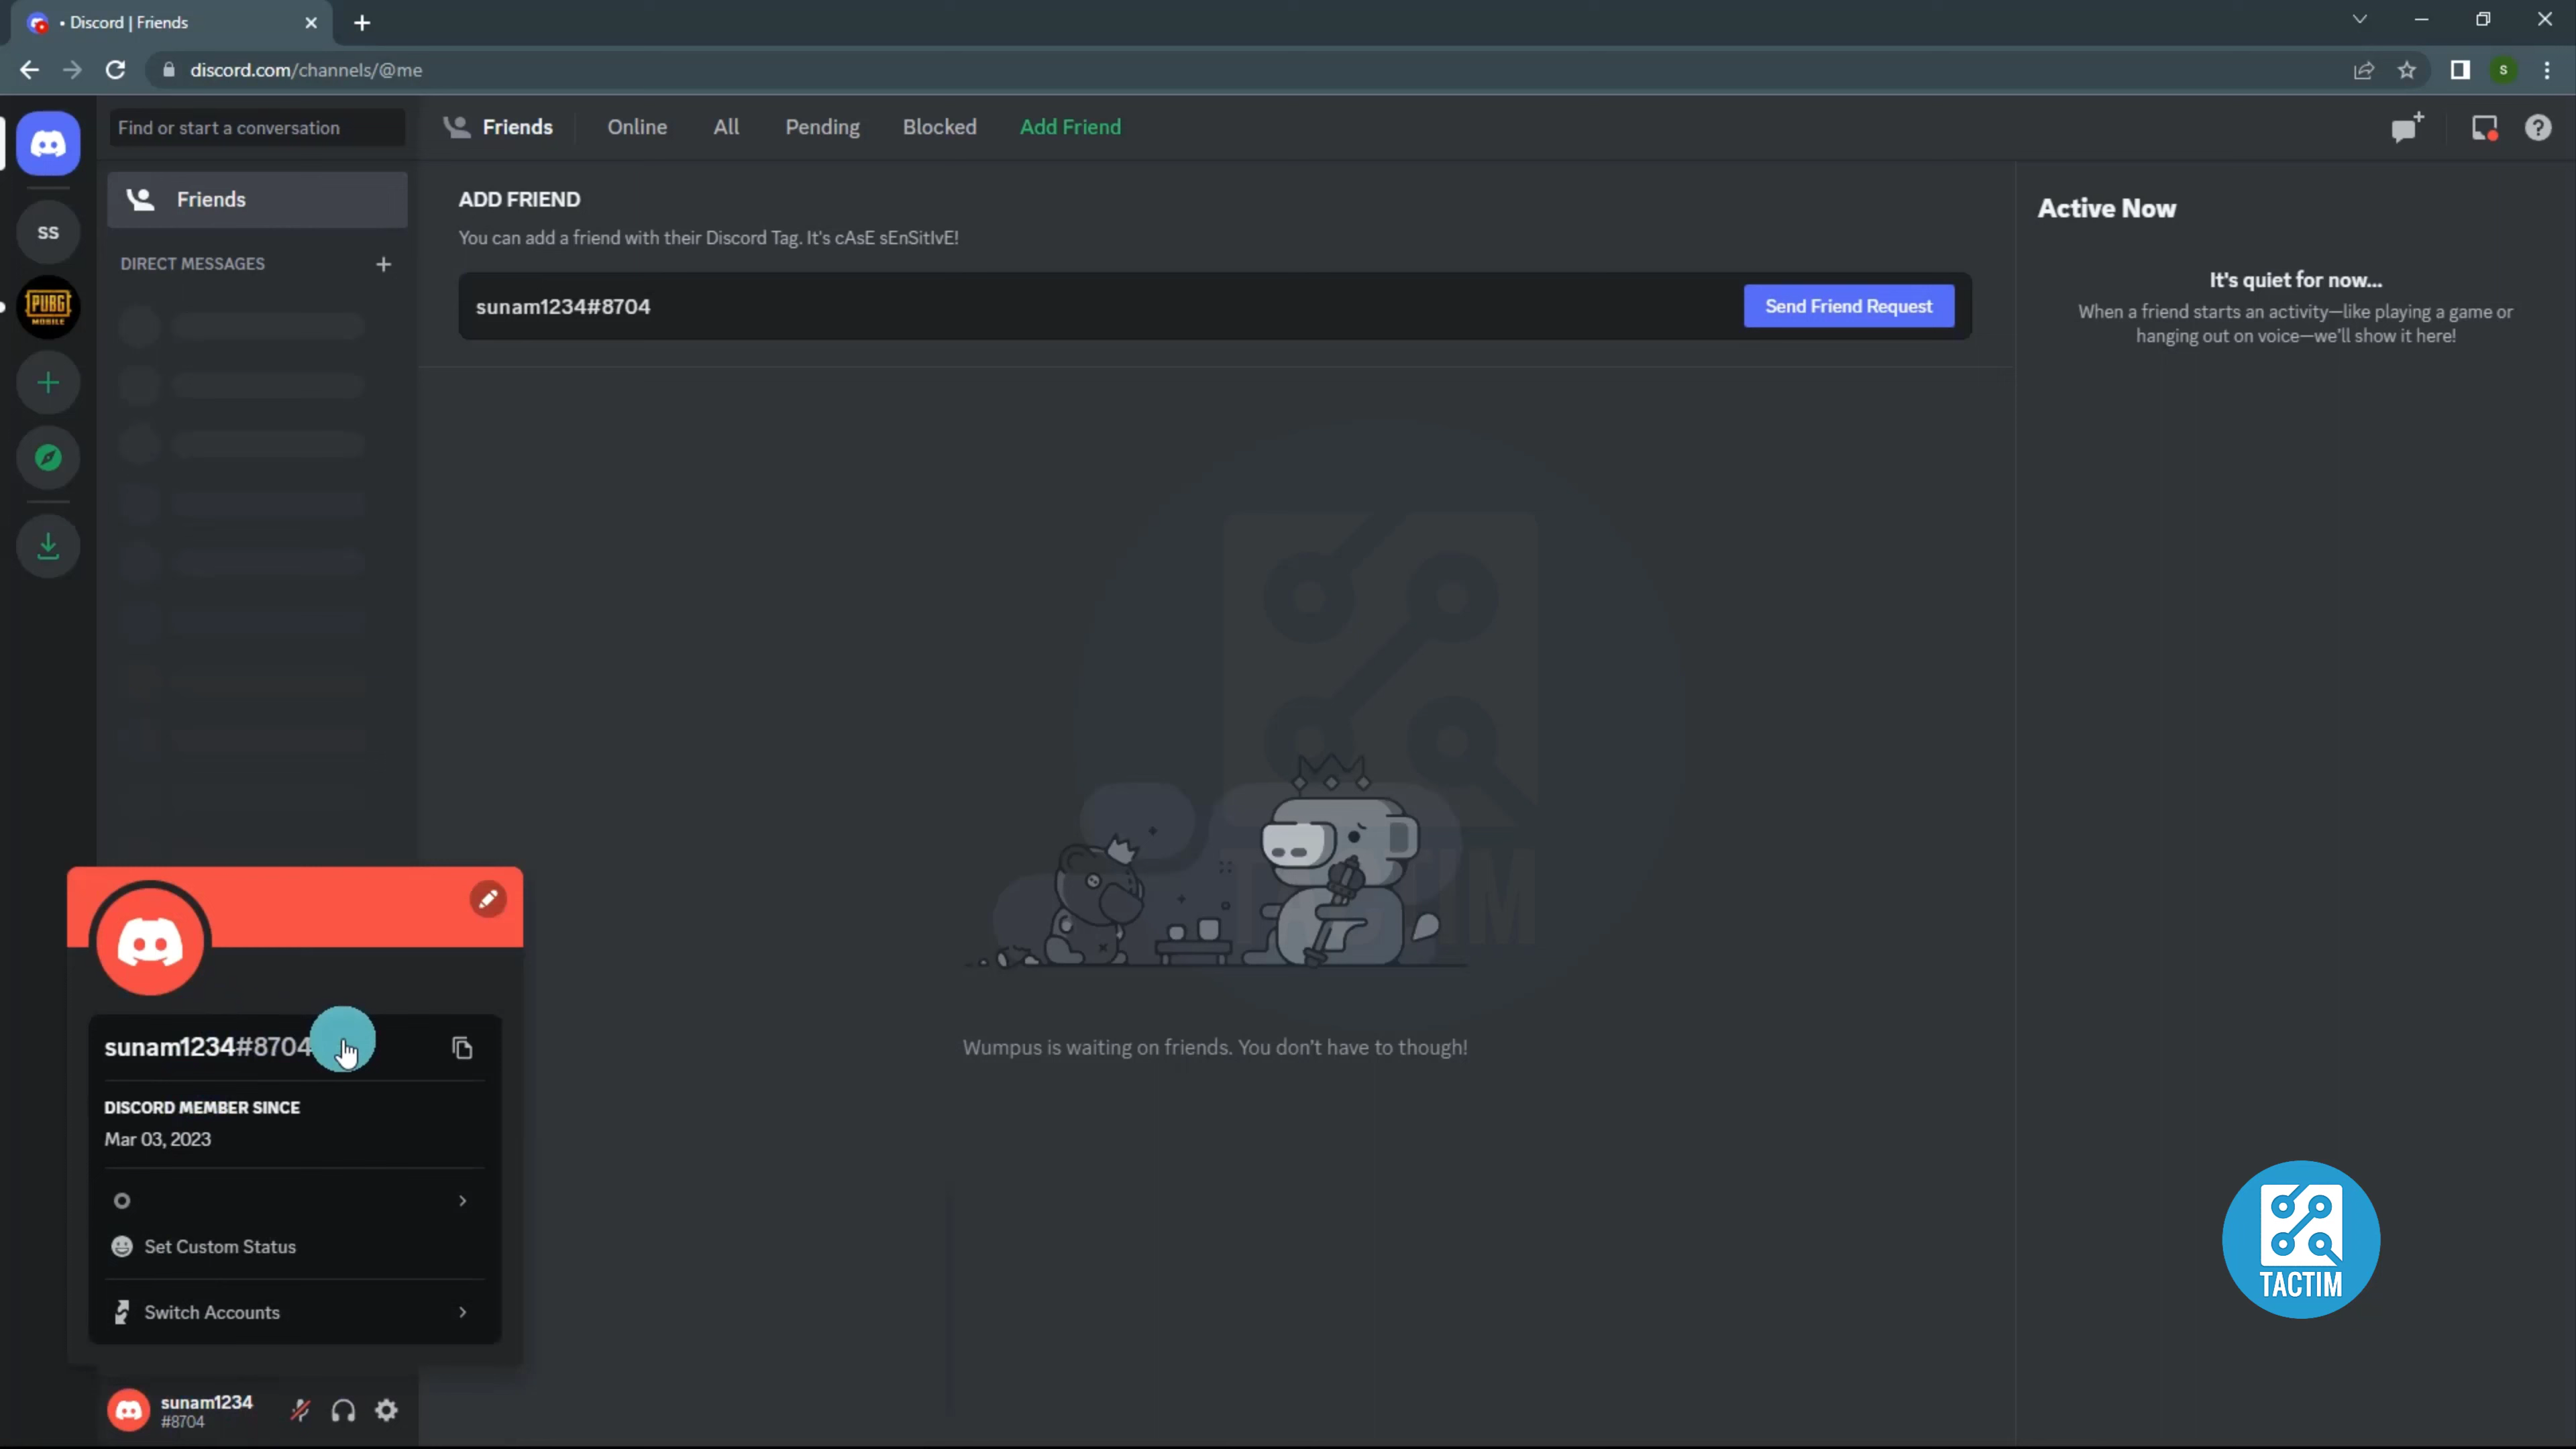 • Discord | Friends
discord.com/channels/@me
Find or start a conversation
Friends
Online
All
Pending
Blocked
Add Friend
SS
PUBG
MOBILE
Friends
DIRECT MESSAGES
ADD FRIEND
You can add a friend with their Discord Tag. It's cAsE sEnSitIvE!
sunam1234#8704
Send Friend Request
Active Now
It's quiet for now...
When a friend starts an activity—like playing a game or
hanging out on voice—we'll show it here!
TACTIM
Wumpus is waiting on friends. You don't have to though!
sunam1234#8704
DISCORD MEMBER SINCE
Mar 03, 2023
Set Custom Status
Switch Accounts
sunam1234
#8704
S
TACTIM